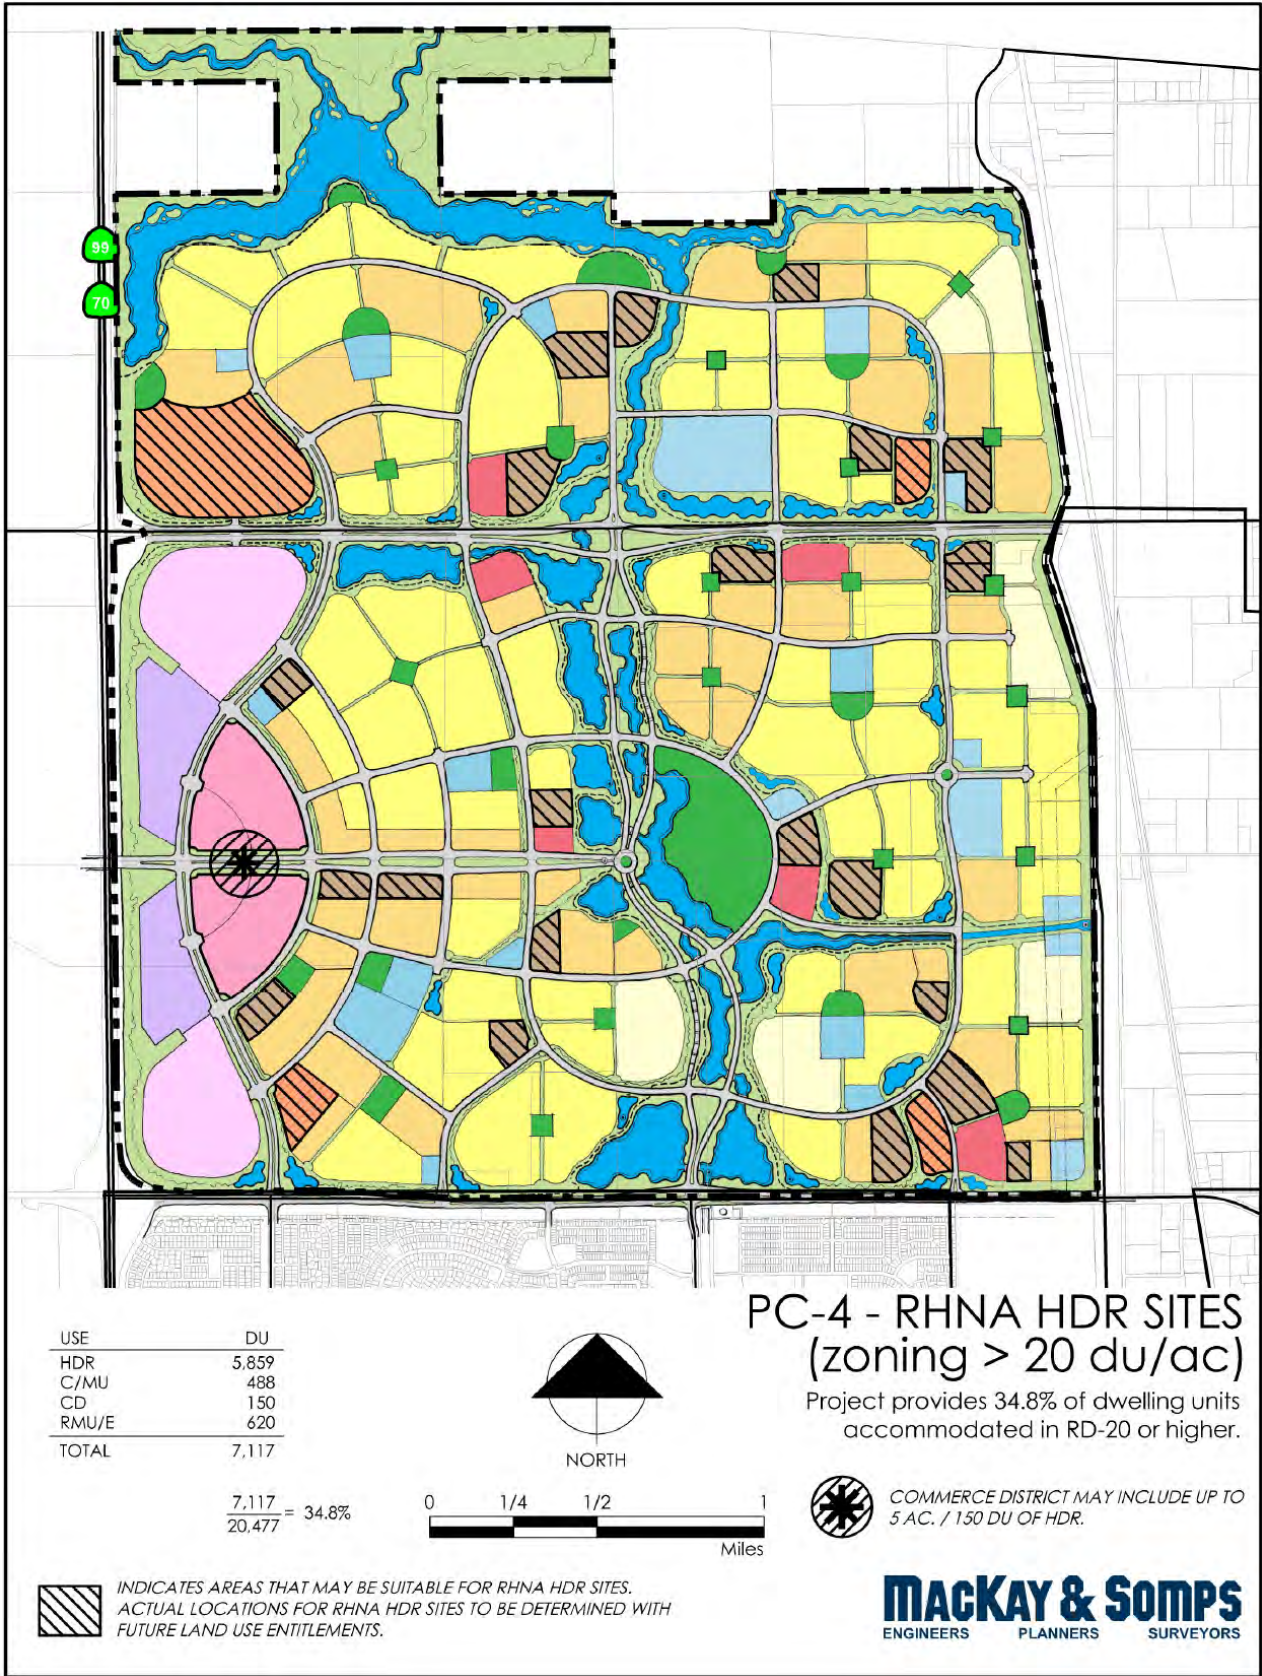 99
70
PC-4 - RHNA HDR SITES
(zoning > 20 du/ac)
Project provides 34.8% of dwelling units
accommodated in RD-20 or higher.
USE DU
HDR 5,859
C/MU 488
CD 150
RMU/E 620
TOTAL 7,117
7,117
20,477
= 34.8%
NORTH
0 1/4 1/2 1
Miles
COMMERCE DISTRICT MAY INCLUDE UP TO
5 AC. / 150 DU OF HDR.
INDICATES AREAS THAT MAY BE SUITABLE FOR RHNA HDR SITES.
ACTUAL LOCATIONS FOR RHNA HDR SITES TO BE DETERMINED WITH
FUTURE LAND USE ENTITLEMENTS.
MACKAY & SOMPS
ENGINEERS PLANNERS SURVEYORS